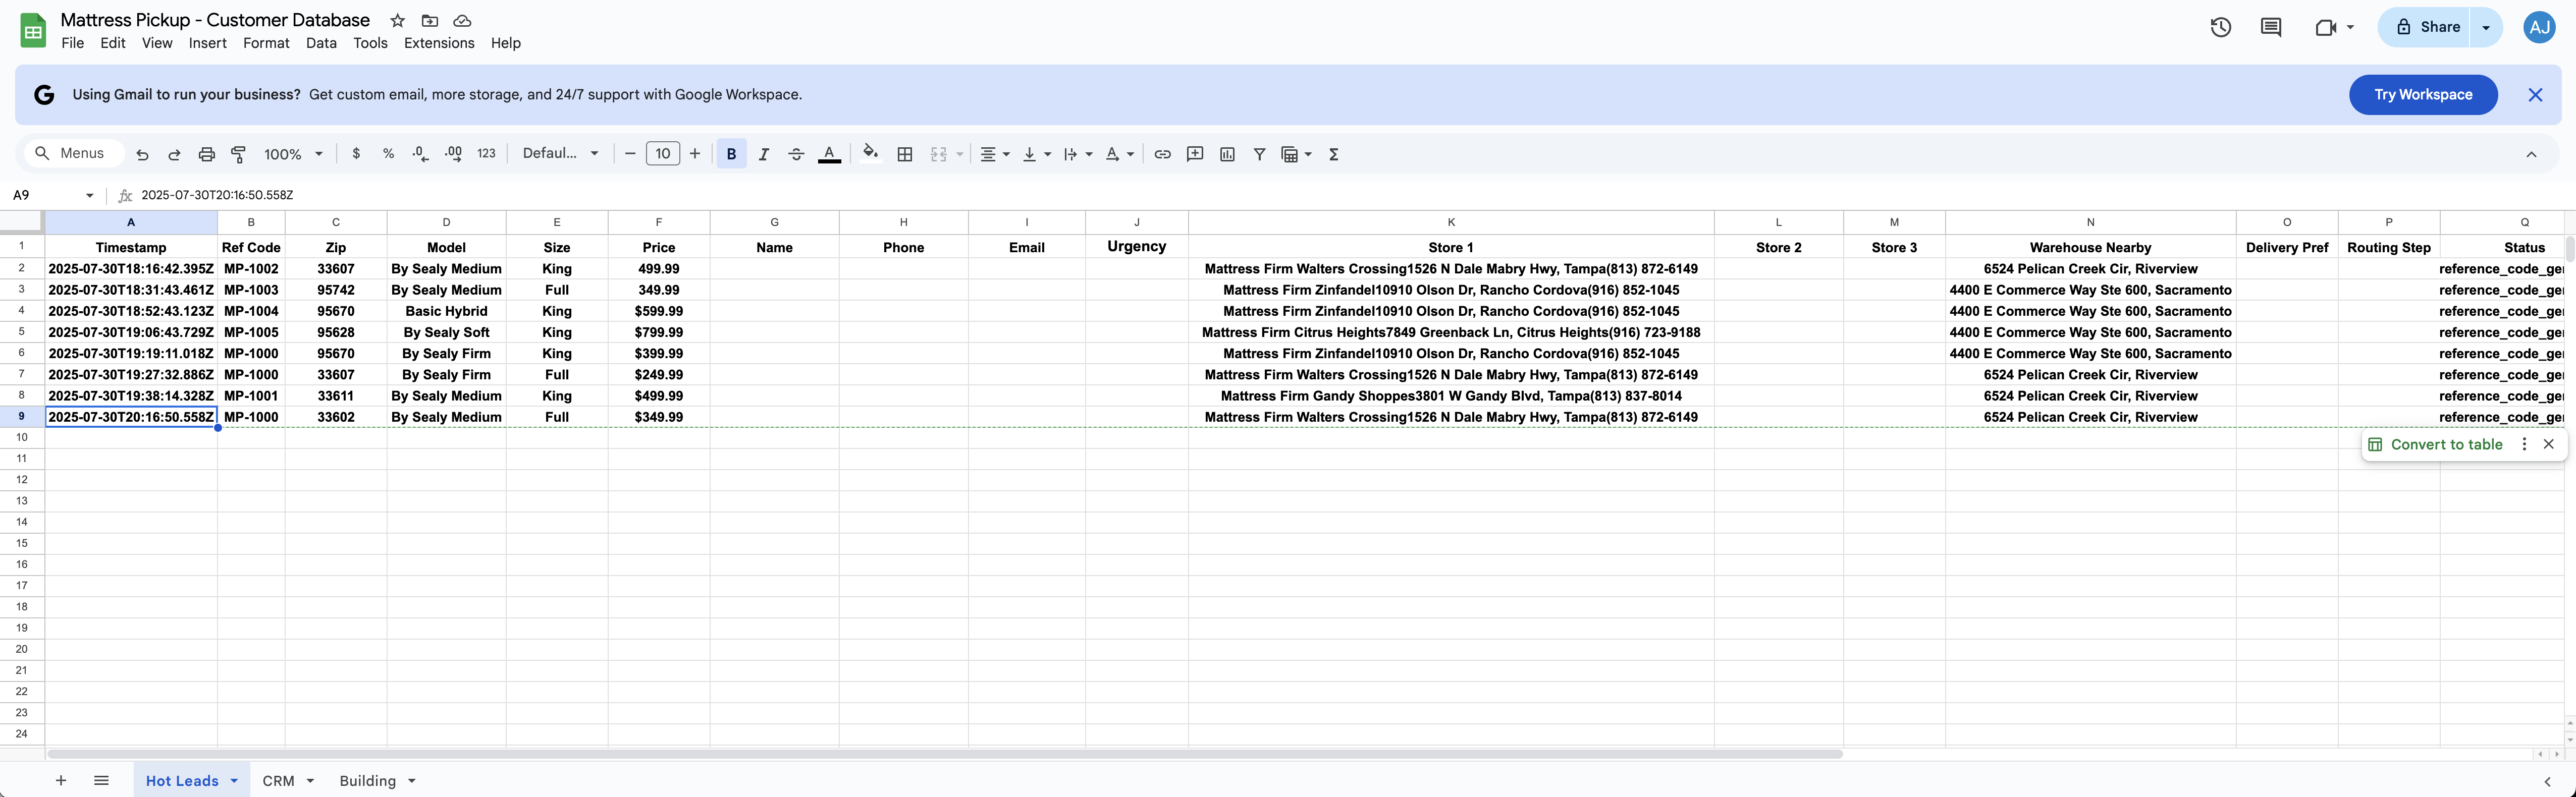 Mattress Pickup - Customer Database
File Edit View Insert Format Data Tools Extensions Help
Share
AJ
Using Gmail to run your business? Get custom email, more storage, and 24/7 support with Google Workspace.
Try Workspace
Menus 100% $ % .0 .00 123 Defaul... 10 B I A
A9 fx 2025-07-30T20:16:50.558Z
A B C D E F G H I J K L M N O P Q
1 Timestamp Ref Code Zip Model Size Price Name Phone Email Urgency Store 1 Store 2 Store 3 Warehouse Nearby Delivery Pref Routing Step Status
2 2025-07-30T18:16:42.395Z MP-1002 33607 By Sealy Medium King 499.99 Mattress Firm Walters Crossing1526 N Dale Mabry Hwy, Tampa(813) 872-6149 6524 Pelican Creek Cir, Riverview reference_code_ge
3 2025-07-30T18:31:43.461Z MP-1003 95742 By Sealy Medium Full 349.99 Mattress Firm Zinfandel10910 Olson Dr, Rancho Cordova(916) 852-1045 4400 E Commerce Way Ste 600, Sacramento reference_code_ge
4 2025-07-30T18:52:43.123Z MP-1004 95670 Basic Hybrid King $599.99 Mattress Firm Zinfandel10910 Olson Dr, Rancho Cordova(916) 852-1045 4400 E Commerce Way Ste 600, Sacramento reference_code_ge
5 2025-07-30T19:06:43.729Z MP-1005 95628 By Sealy Soft King $799.99 Mattress Firm Citrus Heights7849 Greenback Ln, Citrus Heights(916) 723-9188 4400 E Commerce Way Ste 600, Sacramento reference_code_ge
6 2025-07-30T19:19:11.018Z MP-1000 95670 By Sealy Firm King $399.99 Mattress Firm Zinfandel10910 Olson Dr, Rancho Cordova(916) 852-1045 4400 E Commerce Way Ste 600, Sacramento reference_code_ge
7 2025-07-30T19:27:32.886Z MP-1000 33607 By Sealy Firm Full $249.99 Mattress Firm Walters Crossing1526 N Dale Mabry Hwy, Tampa(813) 872-6149 6524 Pelican Creek Cir, Riverview reference_code_ge
8 2025-07-30T19:38:14.328Z MP-1001 33611 By Sealy Medium King $499.99 Mattress Firm Gandy Shoppes3801 W Gandy Blvd, Tampa(813) 837-8014 6524 Pelican Creek Cir, Riverview reference_code_ge
9 2025-07-30T20:16:50.558Z MP-1000 33602 By Sealy Medium Full $349.99 Mattress Firm Walters Crossing1526 N Dale Mabry Hwy, Tampa(813) 872-6149 6524 Pelican Creek Cir, Riverview reference_code_ge
10
Convert to table
11
12
13
14
15
16
17
18
19
20
21
22
23
24
Hot Leads CRM Building